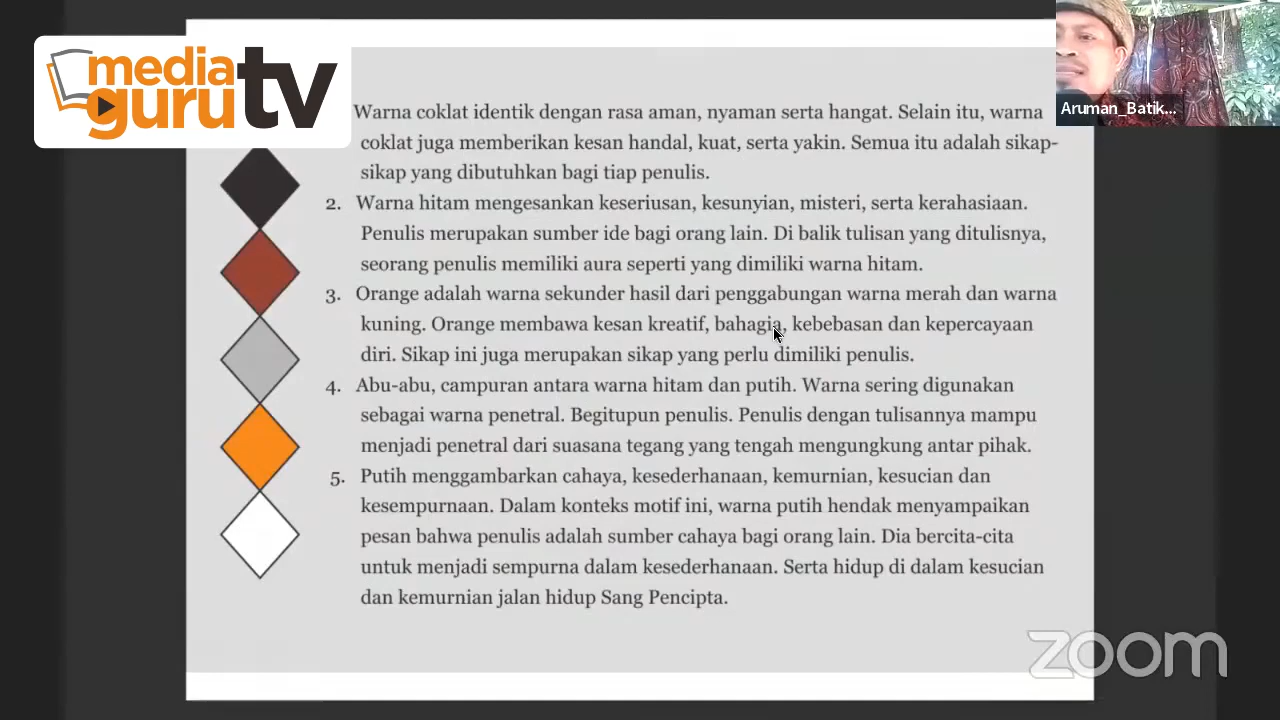 media
guru
tv
Aruman_Batik...
Warna coklat identik dengan rasa aman, nyaman serta hangat. Selain itu, warna
coklat juga memberikan kesan handal, kuat, serta yakin. Semua itu adalah sikap-
sikap yang dibutuhkan bagi tiap penulis.
2. Warna hitam mengesankan keseriusan, kesunyian, misteri, serta kerahasiaan.
Penulis merupakan sumber ide bagi orang lain. Di balik tulisan yang ditulisnya,
seorang penulis memiliki aura seperti yang dimiliki warna hitam.
3. Orange adalah warna sekunder hasil dari penggabungan warna merah dan warna
kuning. Orange membawa kesan kreatif, bahagia, kebebasan dan kepercayaan
diri. Sikap ini juga merupakan sikap yang perlu dimiliki penulis.
4. Abu-abu, campuran antara warna hitam dan putih. Warna sering digunakan
sebagai warna penetral. Begitupun penulis. Penulis dengan tulisannya mampu
menjadi penetral dari suasana tegang yang tengah mengungkung antar pihak.
5. Putih menggambarkan cahaya, kesederhanaan, kemurnian, kesucian dan
kesempurnaan. Dalam konteks motif ini, warna putih hendak menyampaikan
pesan bahwa penulis adalah sumber cahaya bagi orang lain. Dia bercita-cita
untuk menjadi sempurna dalam kesederhanaan. Serta hidup di dalam kesucian
dan kemurnian jalan hidup Sang Pencipta.
zoom